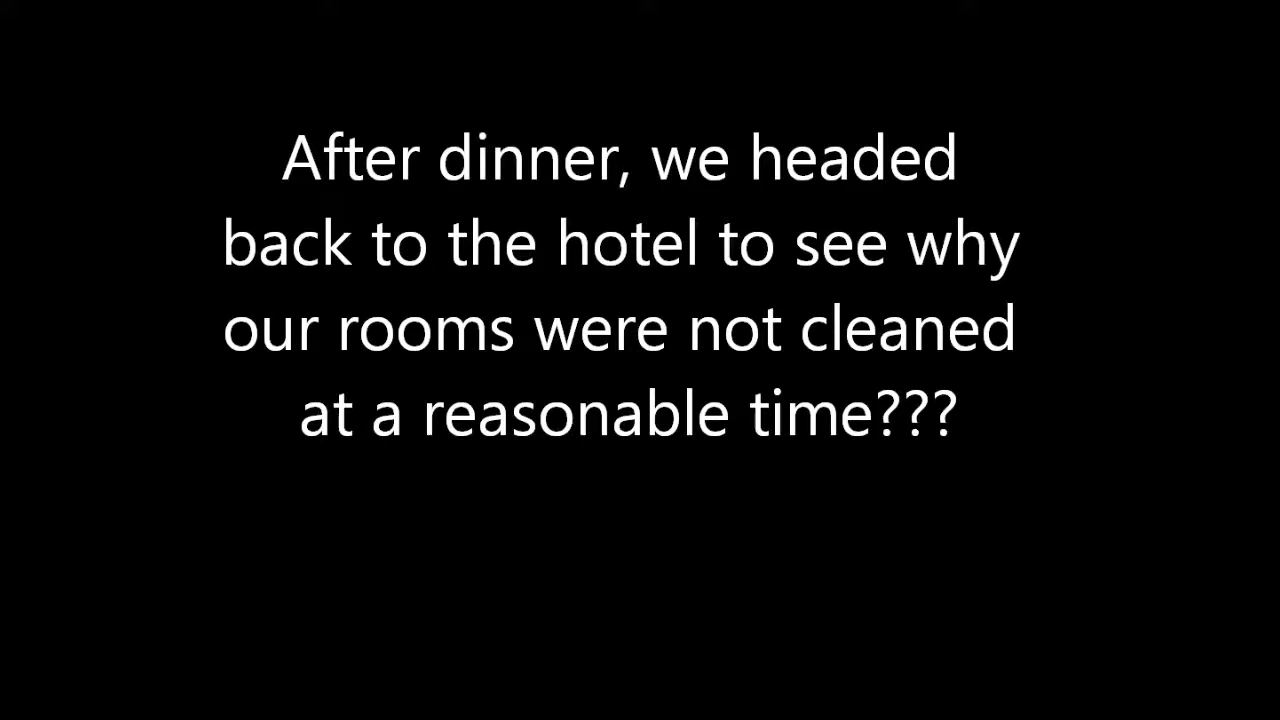 After dinner, we headed
back to the hotel to see why
our rooms were not cleaned
at a reasonable time???